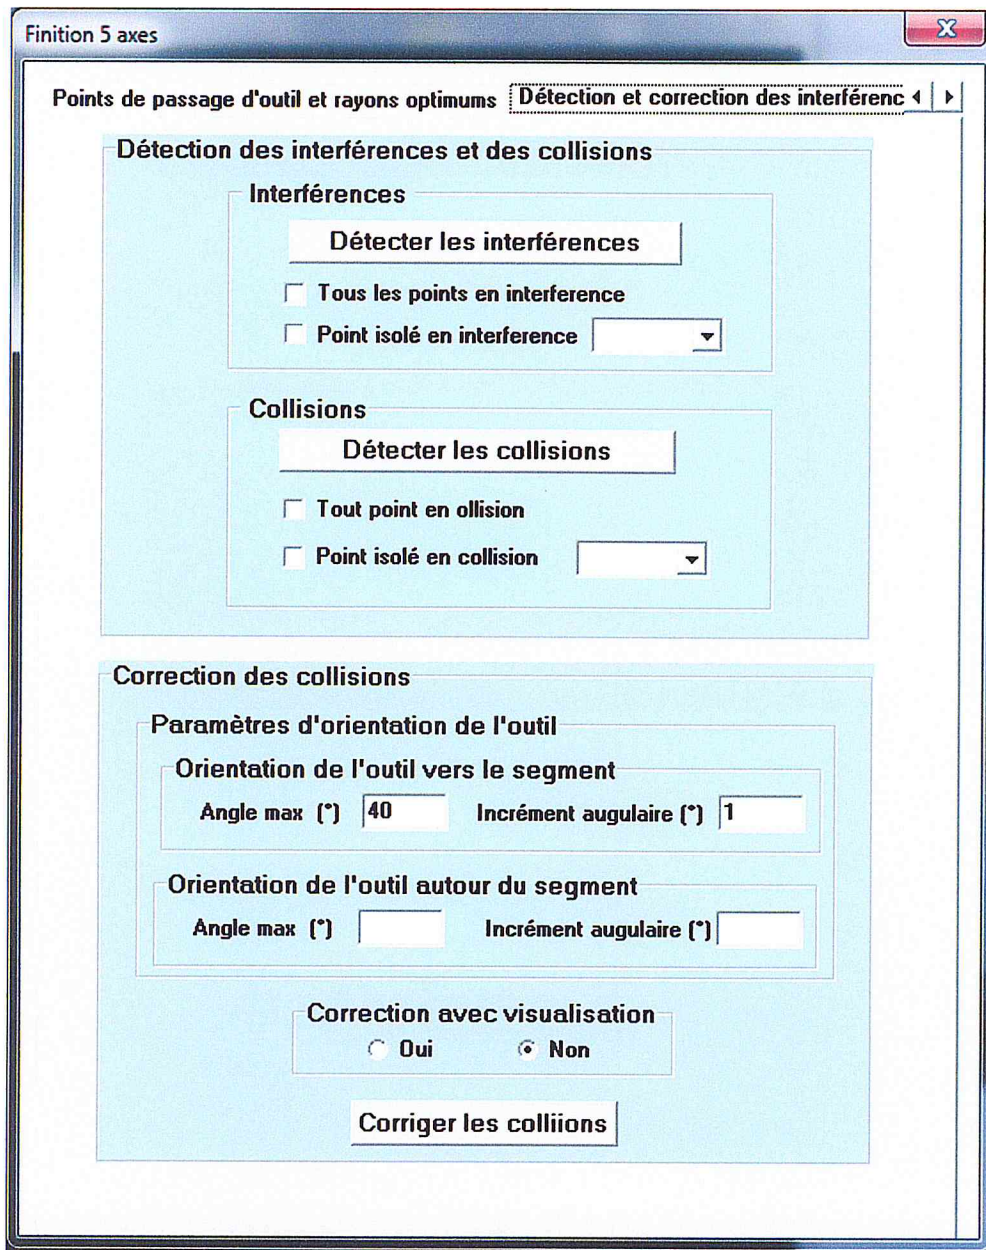 Finition 5 axes
Points de passage d'outil et rayons optimums Détection et correction des interférenc
Détection des interférences et des collisions
Interférences
Détecter les interférences
Tous les points en interference
Point isolé en interference
Collisions
Détecter les collisions
Tout point en ollision
Point isolé en collision
Correction des collisions
Paramètres d'orientation de l'outil
Orientation de l'outil vers le segment
Angle max (°) 40 Incrément augulaire (°) 1
Orientation de l'outil autour du segment
Angle max (°) Incrément augulaire (°)
Correction avec visualisation
Oui Non
Corriger les colliions